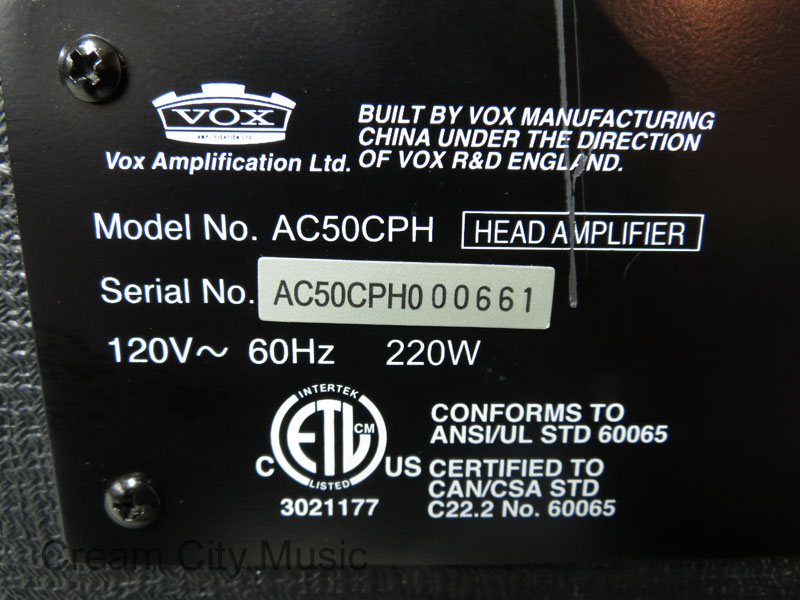 VOX
AMPLIFICATION LTD.
Vox Amplification Ltd.
BUILT BY VOX MANUFACTURING
CHINA UNDER THE DIRECTION
OF VOX R&D ENGLAND.
Model No. AC50CPH HEAD AMPLIFIER
Serial No. AC50CPH000661
120V~ 60Hz 220W
INTERTEK
ETL CM
C US
LISTED
3021177
CONFORMS TO
ANSI/UL STD 60065
CERTIFIED TO
CAN/CSA STD
C22.2 No. 60065
Cream City Music